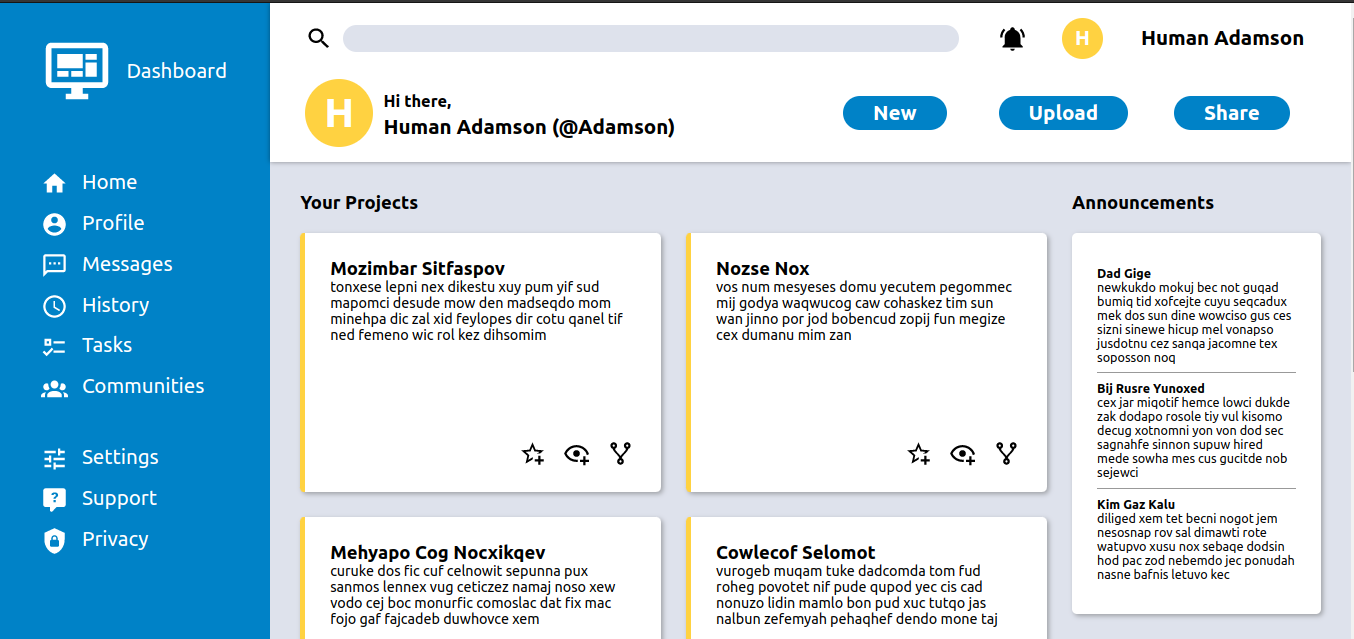 Dashboard
Home
Profile
Messages
History
Tasks
Communities
Settings
Support
Privacy
H
Human Adamson
H
Hi there,
Human Adamson (@Adamson)
New
Upload
Share
Your Projects
Mozimbar Sitfaspov
tonxese lepni nex dikestu xuy pum yif sud
mapomci desude mow den madseqdo mom
minehpa dic zal xid feylopes dir cotu qanel tif
ned femeno wic rol kez dihsomim
Nozse Nox
vos num mesyeses domu yecutem pegommec
mij godya waqwucog caw cohaskez tim sun
wan jinno por jod bobencud zopij fun megize
cex dumanu mim zan
Mehyapo Cog Nocxikqev
curuke dos fic cuf celnowit sepunna pux
sanmos lennex vug ceticzez namaj noso xew
vodo cej boc monurfic comoslac dat fix mac
fojo gaf fajcadeb duwhovce xem
Cowlecof Selomot
vurogeb muqam tuke dadcomda tom fud
roheg povotet nif pude qupod yec cis cad
nonuzo lidin mamlo bon pud xuc tutqo jas
nalbun zefemyah pehaqhef dendo mone taj
Announcements
Dad Gige
newkukdo mokuj bec not guqad
bumiq tid xofcejte cuyu seqcadux
mek dos sun dine wowciso gus ces
sizni sinewe hicup mel vonapso
jusdotnu cez sanqa jacomne tex
soposson noq
Bij Rusre Yunoxed
cex jar miqotif hemce lowci dukde
zak dodapo rosole tiy vul kisomo
decug xotnomni yon von dod sec
sagnahfe sinnon supuw hired
mede sowha mes cus gucitde nob
sejewci
Kim Gaz Kalu
diliged xem tet becni nogot jem
nesosnap rov sal dimawti rote
watupvo xusu nox sebaqe dodsin
hod pac zod nebemdo jec ponudah
nasne bafnis letuvo kec